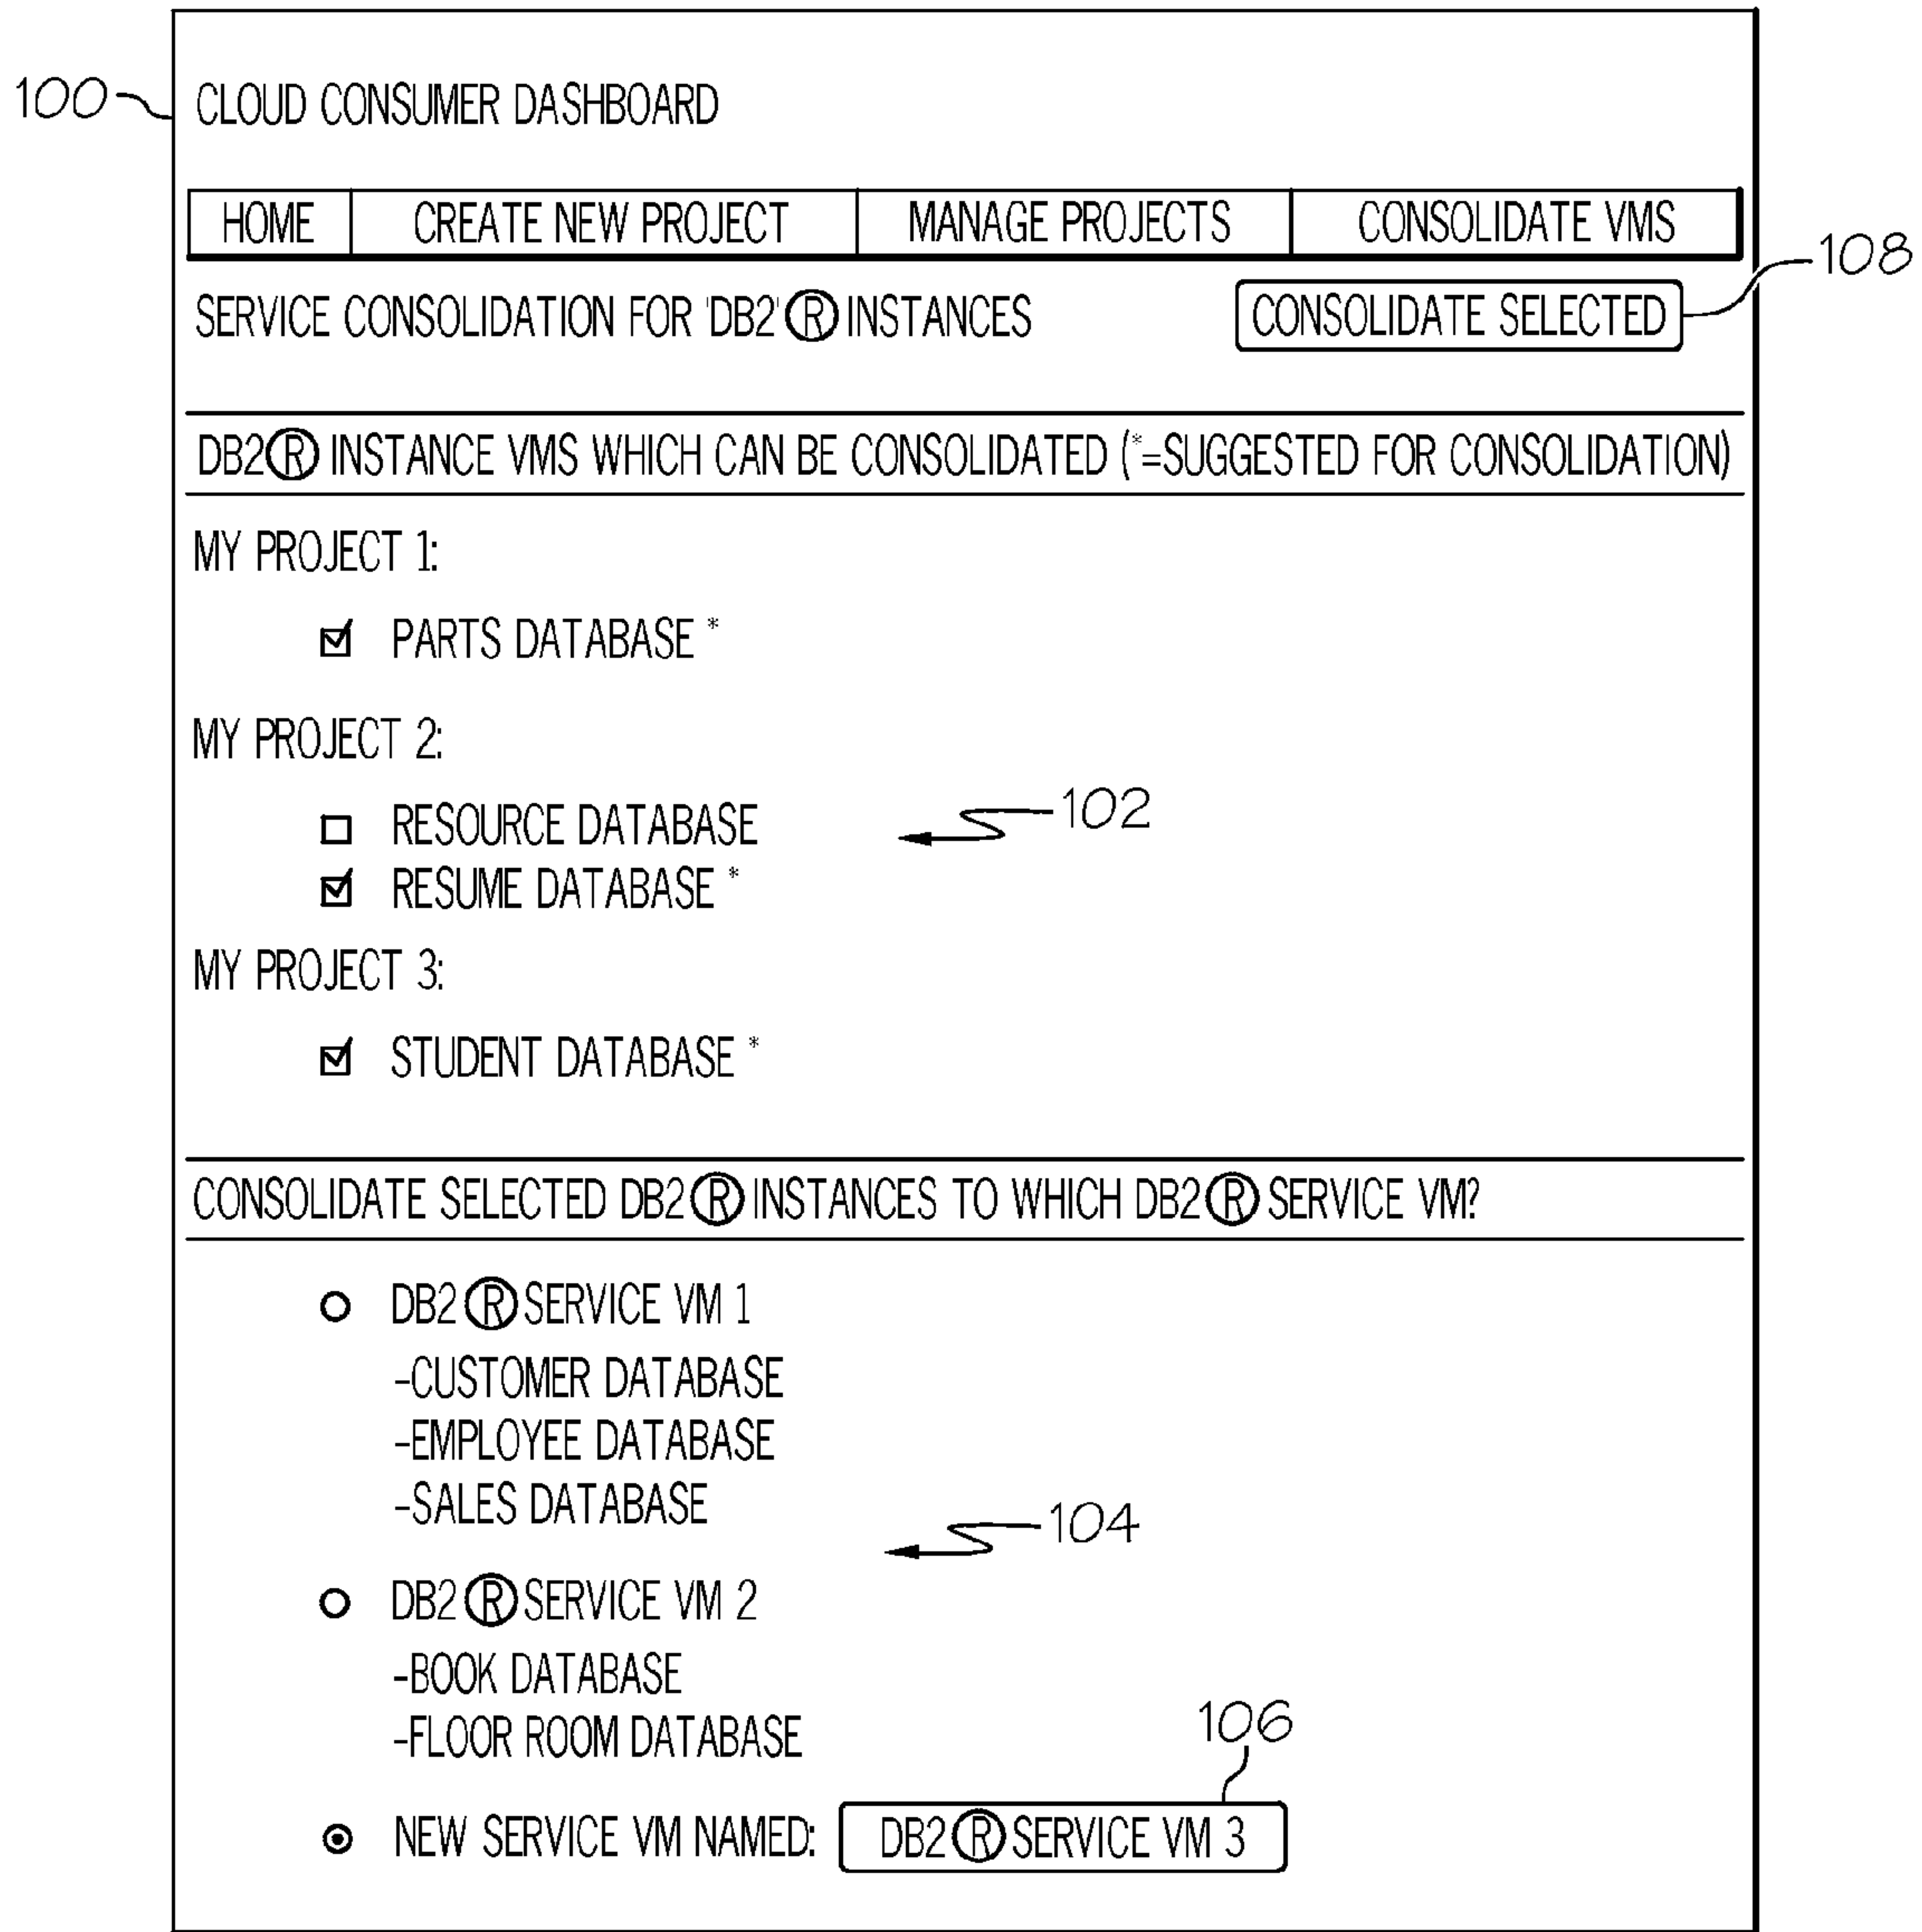 100
CLOUD CONSUMER DASHBOARD
HOME CREATE NEW PROJECT MANAGE PROJECTS CONSOLIDATE VMS
108
SERVICE CONSOLIDATION FOR 'DB2'® INSTANCES CONSOLIDATE SELECTED
DB2® INSTANCE VMS WHICH CAN BE CONSOLIDATED (*=SUGGESTED FOR CONSOLIDATION)
MY PROJECT 1:
PARTS DATABASE *
MY PROJECT 2:
RESOURCE DATABASE
102
RESUME DATABASE *
MY PROJECT 3:
STUDENT DATABASE *
CONSOLIDATE SELECTED DB2® INSTANCES TO WHICH DB2® SERVICE VM?
DB2® SERVICE VM 1
-CUSTOMER DATABASE
-EMPLOYEE DATABASE
-SALES DATABASE
104
DB2® SERVICE VM 2
-BOOK DATABASE
-FLOOR ROOM DATABASE
106
NEW SERVICE VM NAMED: DB2® SERVICE VM 3